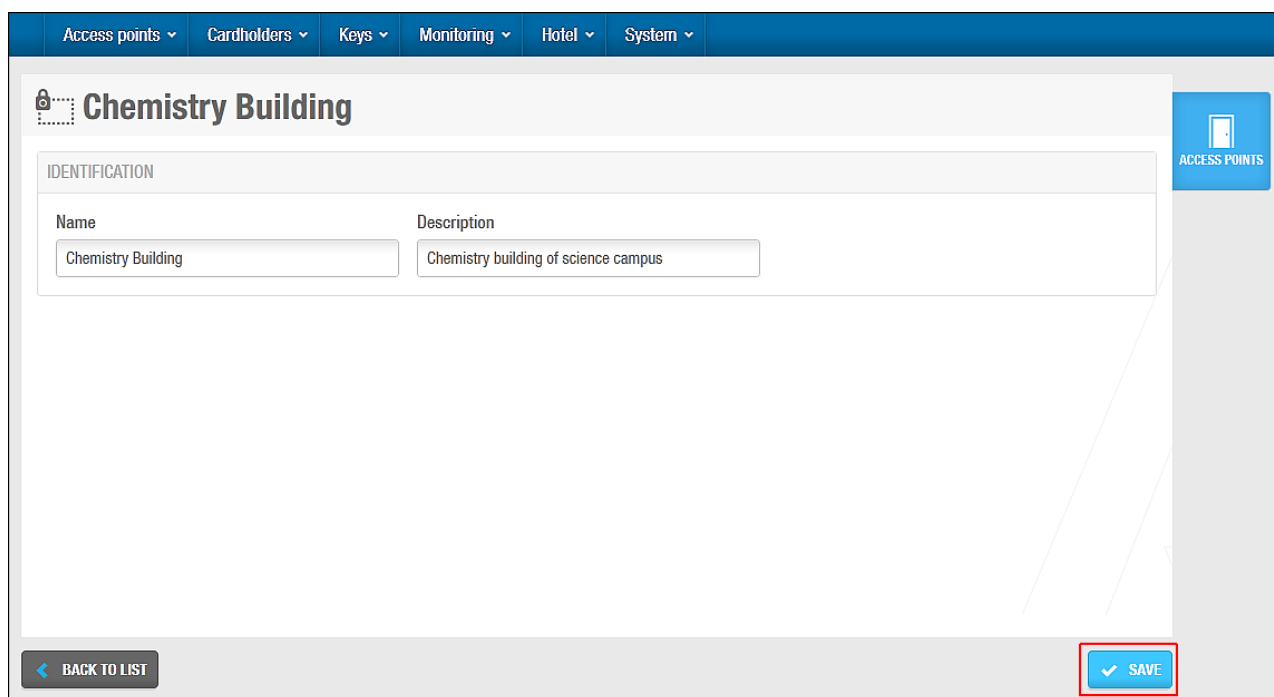 Access points Cardholders Keys Monitoring Hotel System
Chemistry Building
ACCESS POINTS
IDENTIFICATION
Name Description
Chemistry Building Chemistry building of science campus
BACK TO LIST SAVE